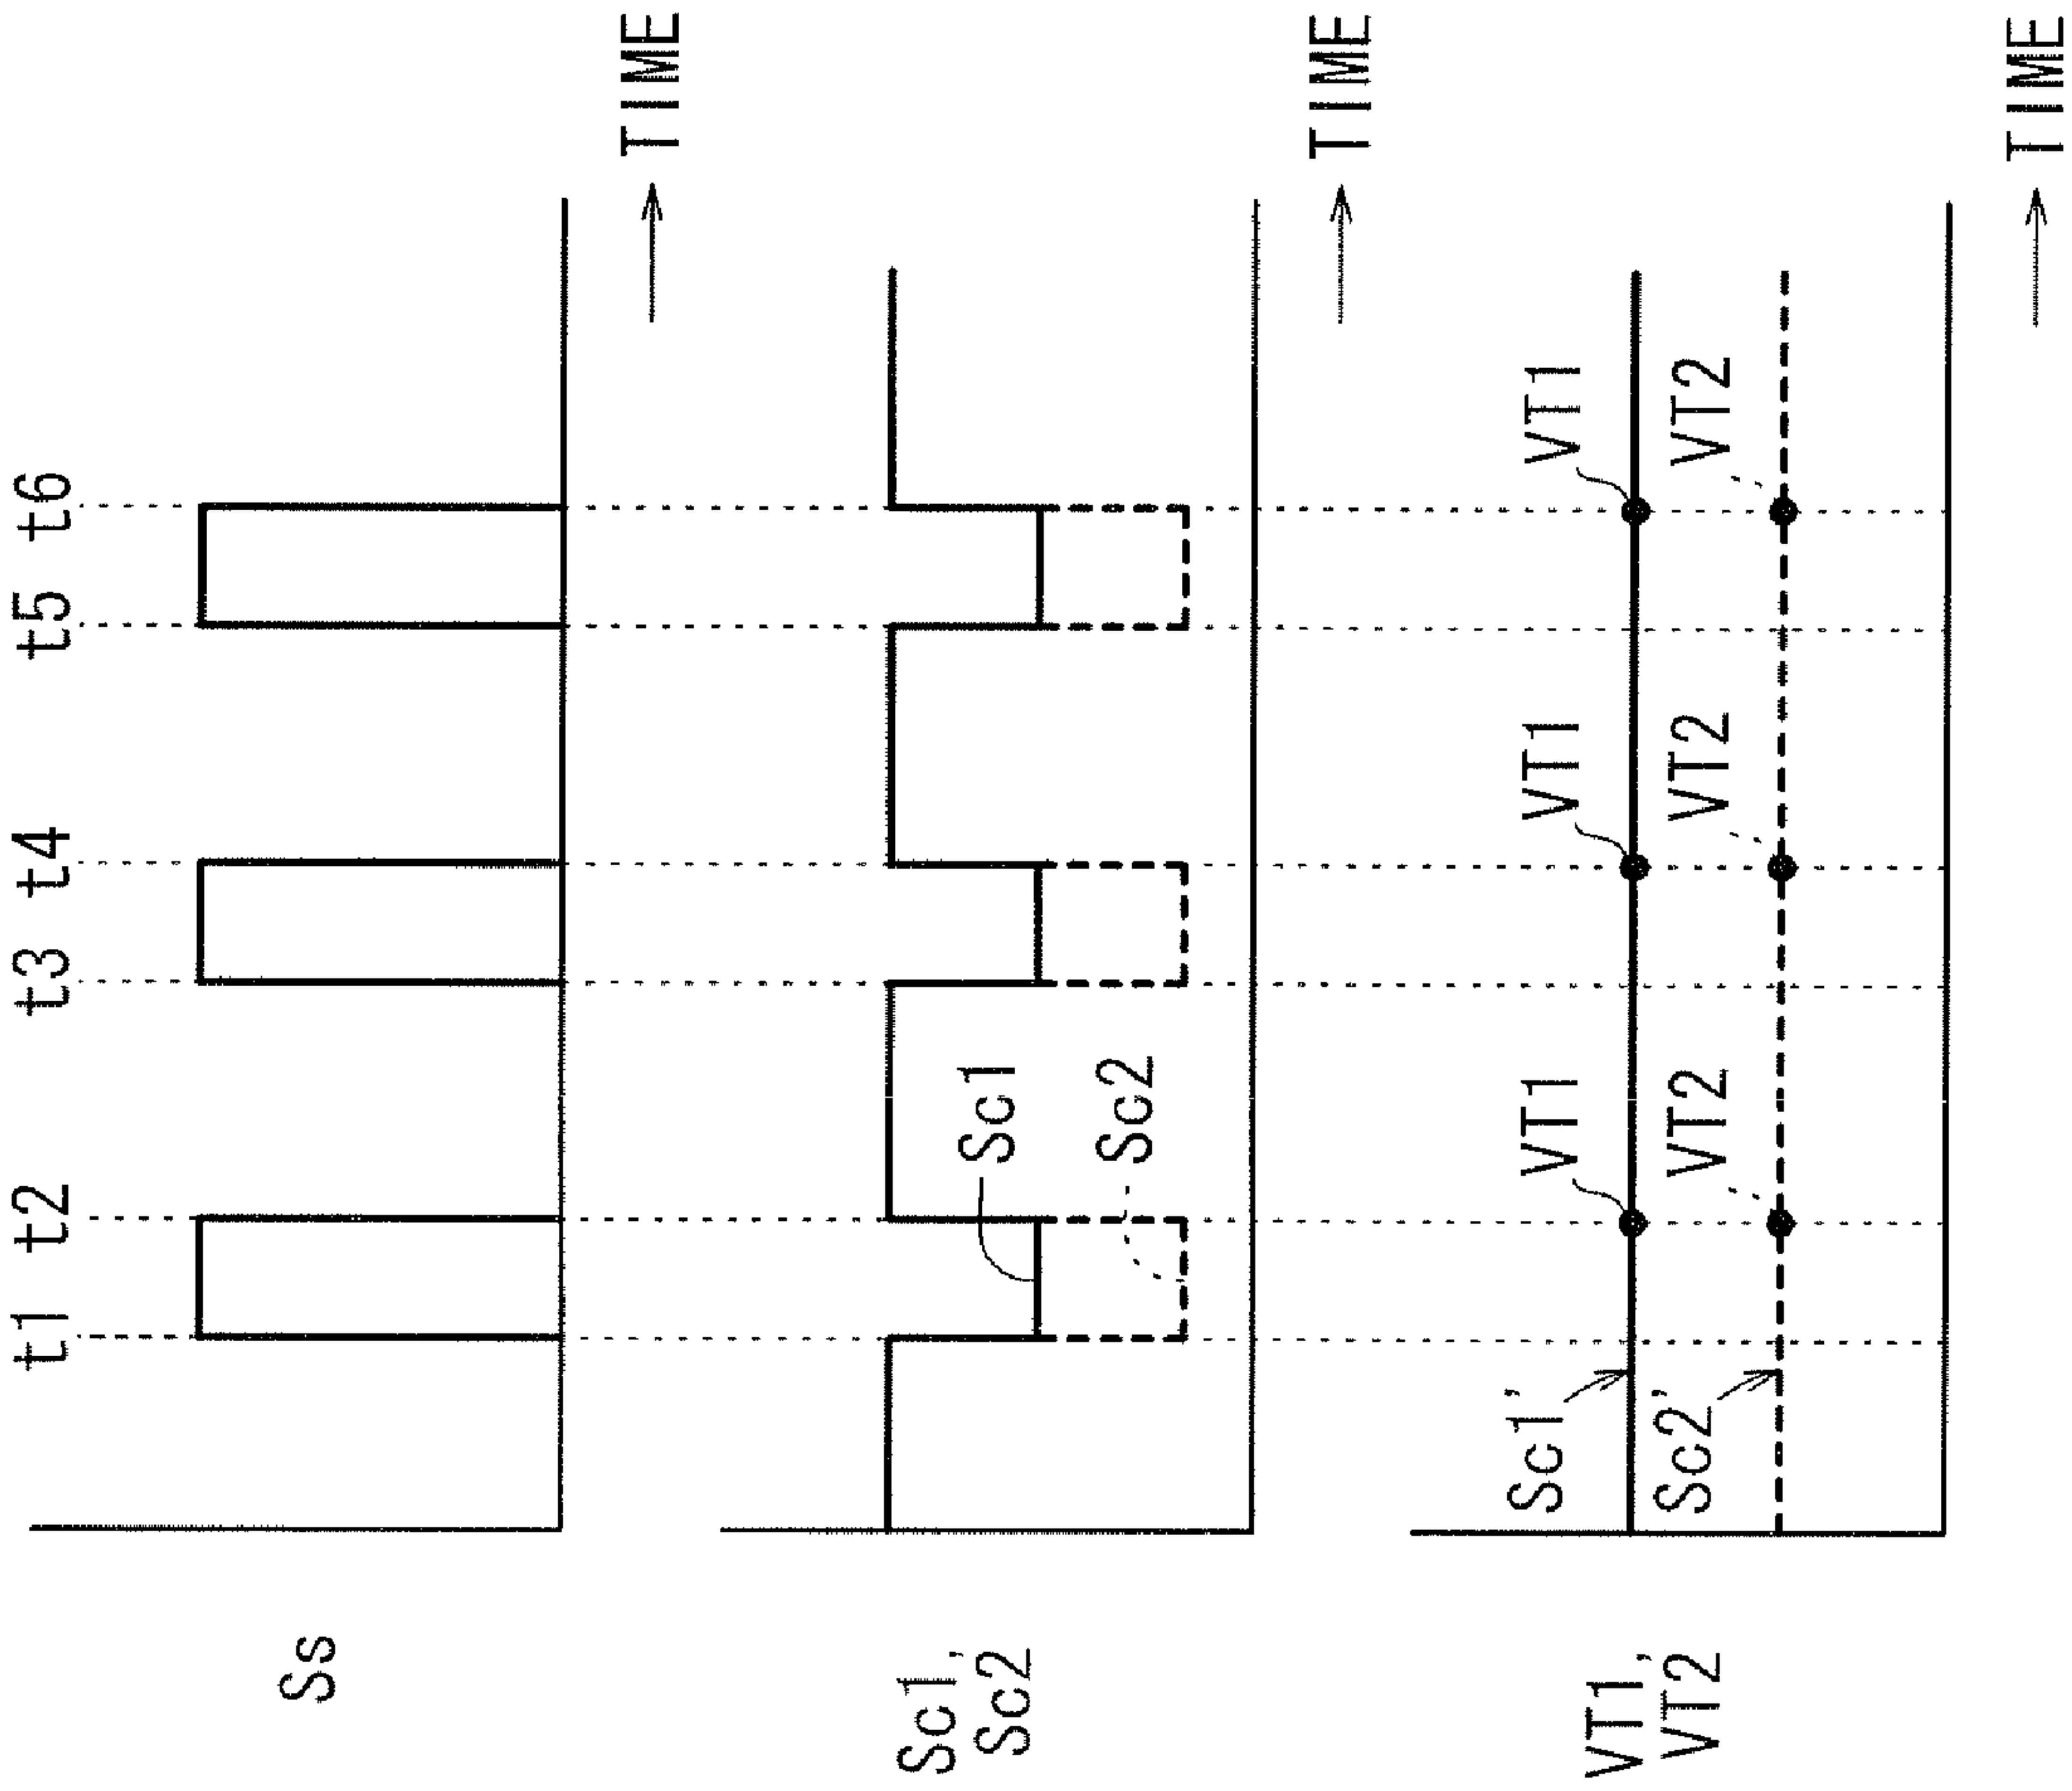 t1 t2 t3 t4 t5 t6
Ss
TIME
Sc1,
Sc2
Sc1
Sc2
TIME
VT1,
VT2
Sc1'
Sc2'
VT1
VT2
VT1
VT2
VT1
VT2
TIME